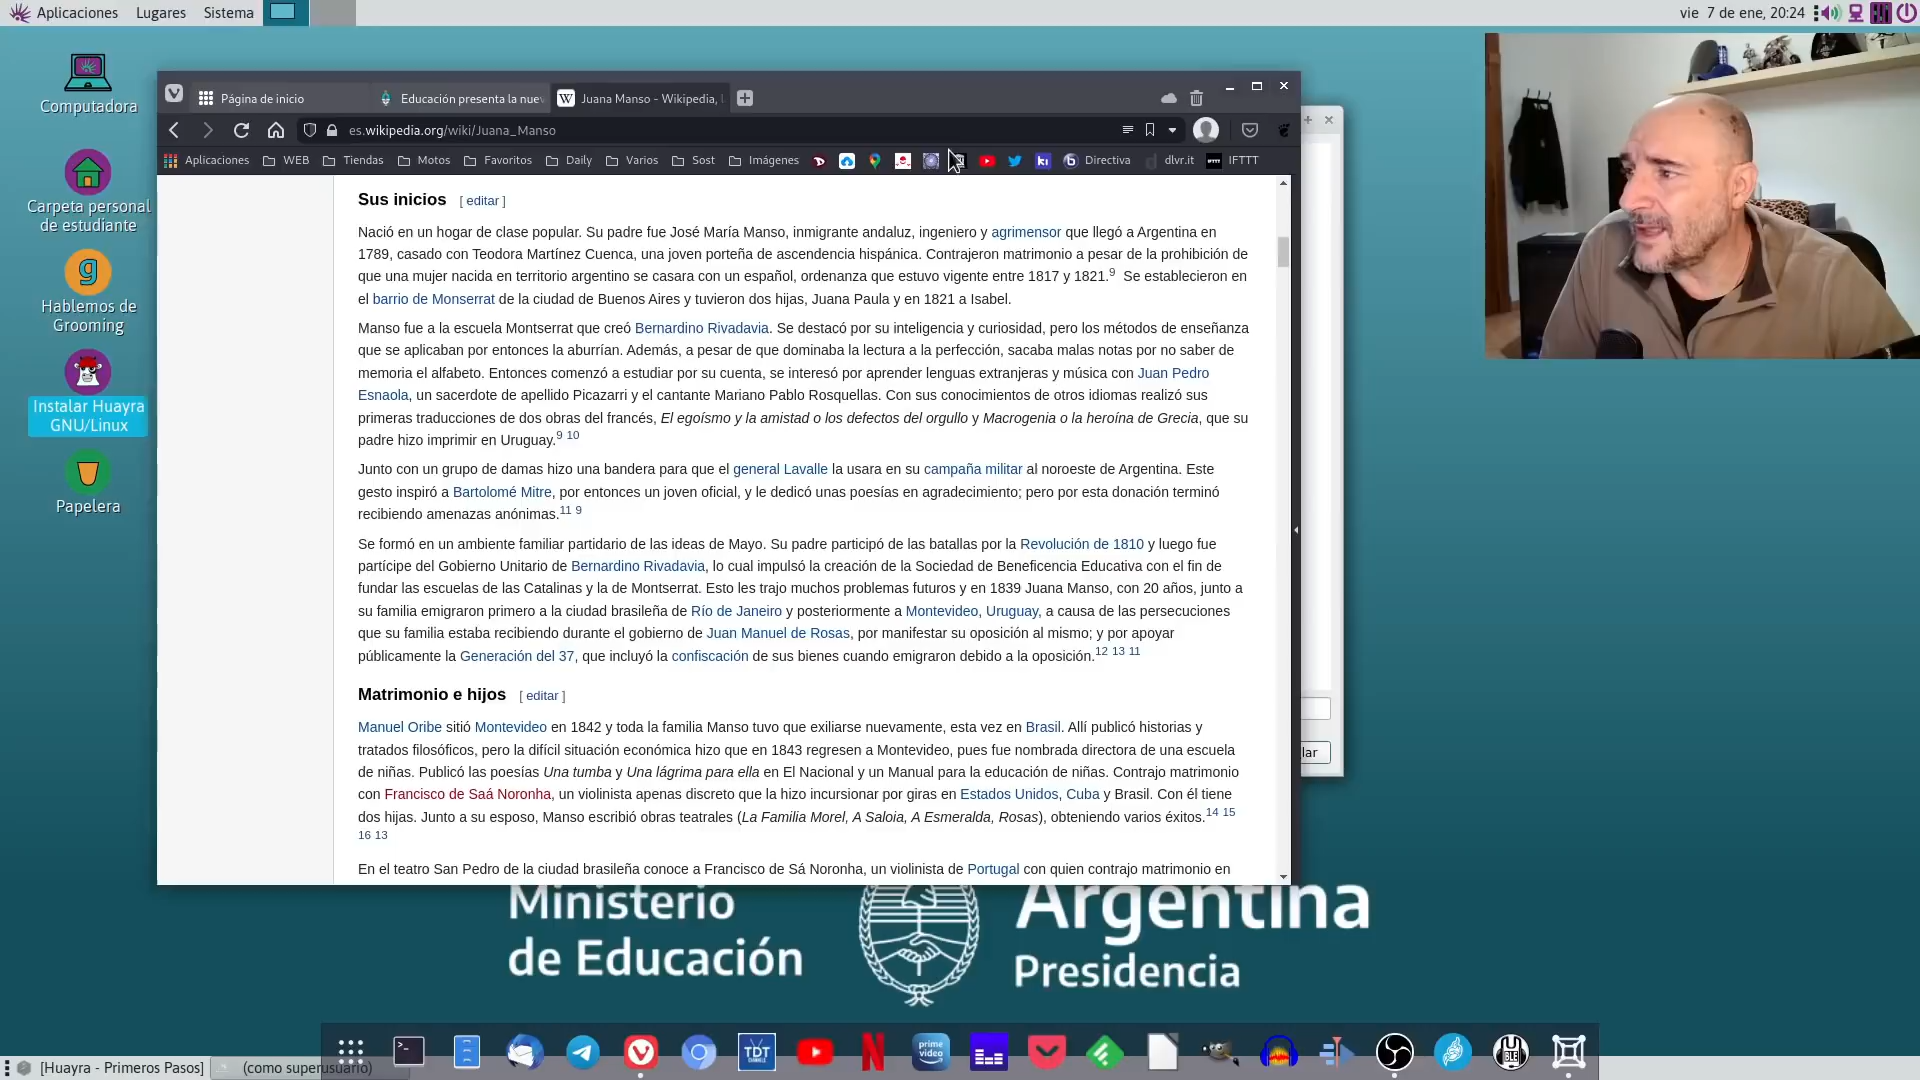 Aplicaciones Lugares Sistema
vie 7 de ene, 20:24
Computadora
Carpeta personal
de estudiante
Hablemos de
Grooming
Instalar Huayra
GNU/Linux
Papelera
Página de inicio
Educación presenta la nue
Juana Manso - Wikipedia, l
es.wikipedia.org/wiki/Juana_Manso
Aplicaciones WEB Tiendas Motos Favoritos Daily Varios Sost Imágenes ki Directiva dlvr.it IFTTT
Sus inicios [ editar ]
Nació en un hogar de clase popular. Su padre fue José María Manso, inmigrante andaluz, ingeniero y agrimensor que llegó a Argentina en
1789, casado con Teodora Martínez Cuenca, una joven porteña de ascendencia hispánica. Contrajeron matrimonio a pesar de la prohibición de
que una mujer nacida en territorio argentino se casara con un español, ordenanza que estuvo vigente entre 1817 y 1821.9 Se establecieron en
el barrio de Monserrat de la ciudad de Buenos Aires y tuvieron dos hijas, Juana Paula y en 1821 a Isabel.
Manso fue a la escuela Montserrat que creó Bernardino Rivadavia. Se destacó por su inteligencia y curiosidad, pero los métodos de enseñanza
que se aplicaban por entonces la aburrían. Además, a pesar de que dominaba la lectura a la perfección, sacaba malas notas por no saber de
memoria el alfabeto. Entonces comenzó a estudiar por su cuenta, se interesó por aprender lenguas extranjeras y música con Juan Pedro
Esnaola, un sacerdote de apellido Picazarri y el cantante Mariano Pablo Rosquellas. Con sus conocimientos de otros idiomas realizó sus
primeras traducciones de dos obras del francés, El egoísmo y la amistad o los defectos del orgullo y Macrogenia o la heroína de Grecia, que su
padre hizo imprimir en Uruguay.9 10
Junto con un grupo de damas hizo una bandera para que el general Lavalle la usara en su campaña militar al noroeste de Argentina. Este
gesto inspiró a Bartolomé Mitre, por entonces un joven oficial, y le dedicó unas poesías en agradecimiento; pero por esta donación terminó
recibiendo amenazas anónimas.11 9
Se formó en un ambiente familiar partidario de las ideas de Mayo. Su padre participó de las batallas por la Revolución de 1810 y luego fue
partícipe del Gobierno Unitario de Bernardino Rivadavia, lo cual impulsó la creación de la Sociedad de Beneficencia Educativa con el fin de
fundar las escuelas de las Catalinas y la de Montserrat. Esto les trajo muchos problemas futuros y en 1839 Juana Manso, con 20 años, junto a
su familia emigraron primero a la ciudad brasileña de Río de Janeiro y posteriormente a Montevideo, Uruguay, a causa de las persecuciones
que su familia estaba recibiendo durante el gobierno de Juan Manuel de Rosas, por manifestar su oposición al mismo; y por apoyar
públicamente la Generación del 37, que incluyó la confiscación de sus bienes cuando emigraron debido a la oposición.12 13 11
Matrimonio e hijos [ editar ]
Manuel Oribe sitió Montevideo en 1842 y toda la familia Manso tuvo que exiliarse nuevamente, esta vez en Brasil. Allí publicó historias y
tratados filosóficos, pero la difícil situación económica hizo que en 1843 regresen a Montevideo, pues fue nombrada directora de una escuela
de niñas. Publicó las poesías Una tumba y Una lágrima para ella en El Nacional y un Manual para la educación de niñas. Contrajo matrimonio
con Francisco de Saá Noronha, un violinista apenas discreto que la hizo incursionar por giras en Estados Unidos, Cuba y Brasil. Con él tiene
dos hijas. Junto a su esposo, Manso escribió obras teatrales (La Familia Morel, A Saloia, A Esmeralda, Rosas), obteniendo varios éxitos.14 15
16 13
En el teatro San Pedro de la ciudad brasileña conoce a Francisco de Sá Noronha, un violinista de Portugal con quien contrajo matrimonio en
lar
Ministerio
de Educación
Argentina
Presidencia
TDT
CHANNELS
prime
video
UBLE
[Huayra - Primeros Pasos]
(como superusuario)